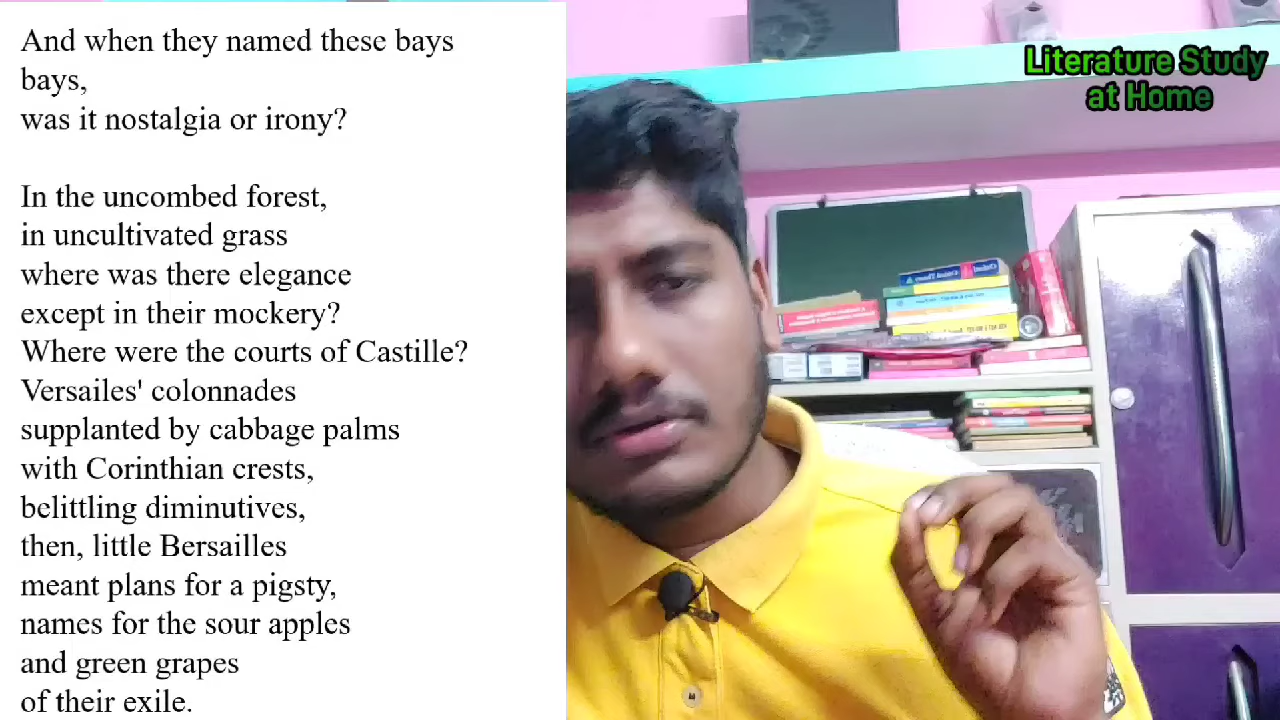 And when they named these bays
bays,
was it nostalgia or irony?
In the uncombed forest,
in uncultivated grass
where was there elegance
except in their mockery?
Where were the courts of Castille?
Versailes' colonnades
supplanted by cabbage palms
with Corinthian crests,
belittling diminutives,
then, little Bersailles
meant plans for a pigsty,
names for the sour apples
and green grapes
of their exile.
Literature Study
at Home